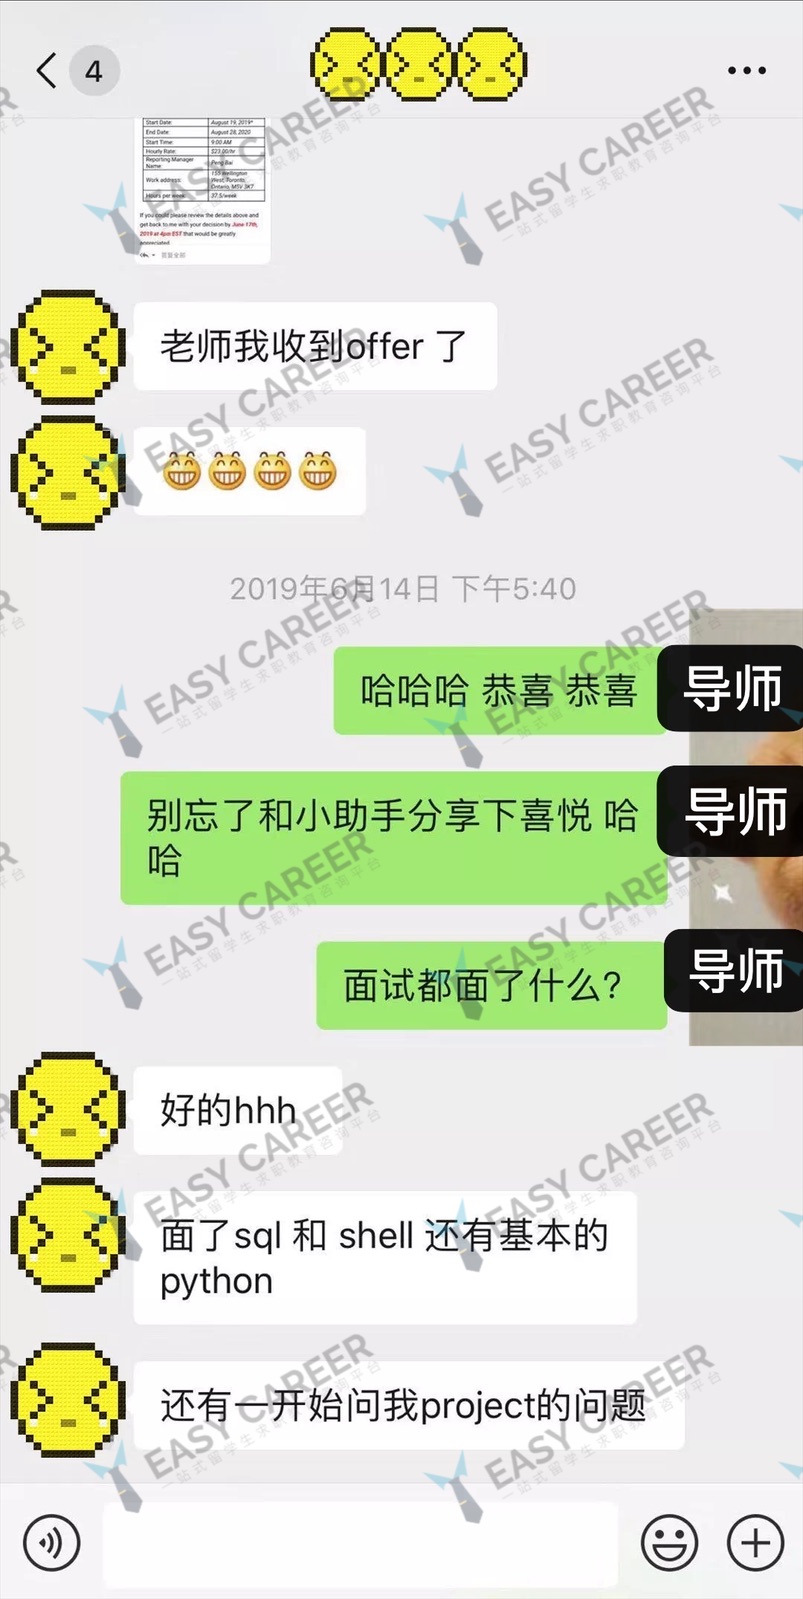 4
Start Date: August 19, 2019*
End Date: August 28, 2020
Start Time: 9:00 AM
Hourly Rate: $23.00/hr
Reporting Manager Name: Peng Bai
Work address: 155 Wellington West, Toronto, Ontario, M5V 3K7
Hours per week: 37.5/week
If you could please review the details above and
get back to me with your decision by June 17th,
2019 at 4pm EST that would be greatly
appreciated
老师我收到offer 了
2019年6月14日 下午5:40
哈哈哈 恭喜 恭喜
导师
别忘了和小助手分享下喜悦 哈
哈
导师
面试都面了什么?
导师
好的hhh
面了sql 和 shell 还有基本的
python
还有一开始问我project的问题
EASY CAREER
一站式留学生求职教育咨询平台